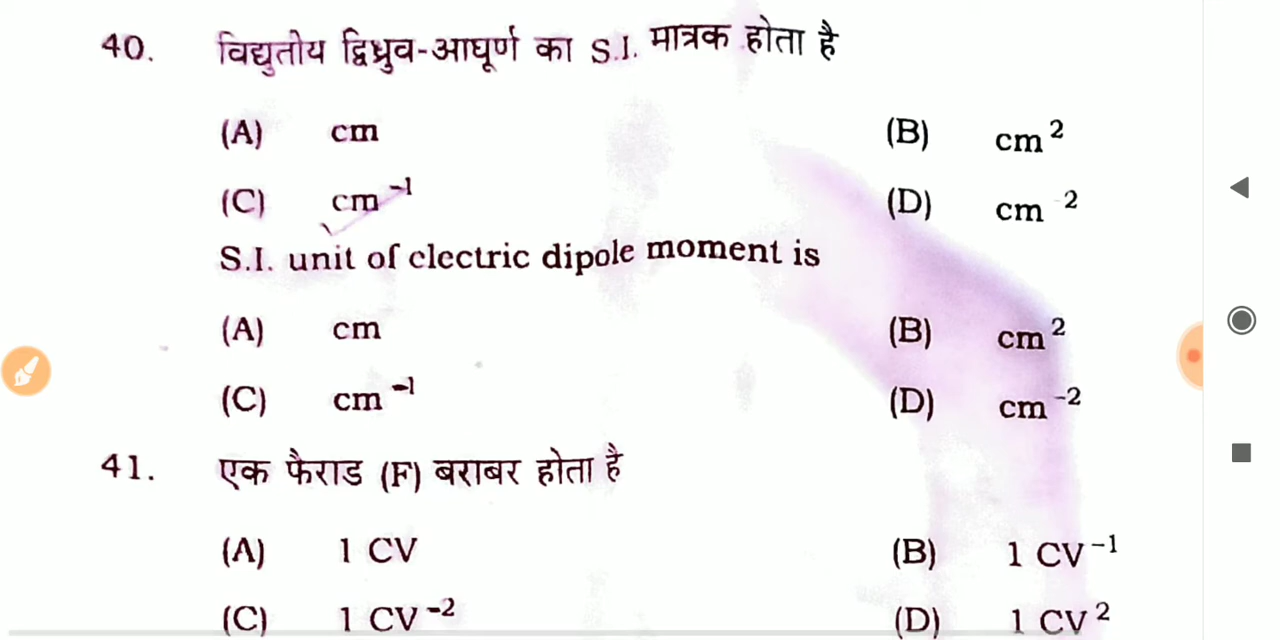 40. विद्युतीय द्विध्रुव-आघूर्ण का S.I. मात्रक होता है
(A) cm (B) cm²
(C) cm⁻¹ (D) cm ²
S.I. unit of electric dipole moment is
(A) cm (B) cm²
(C) cm⁻¹ (D) cm⁻²
41. एक फैराड (F) बराबर होता है
(A) 1 CV (B) 1 CV⁻¹
(C) 1 CV⁻² (D) 1 CV²